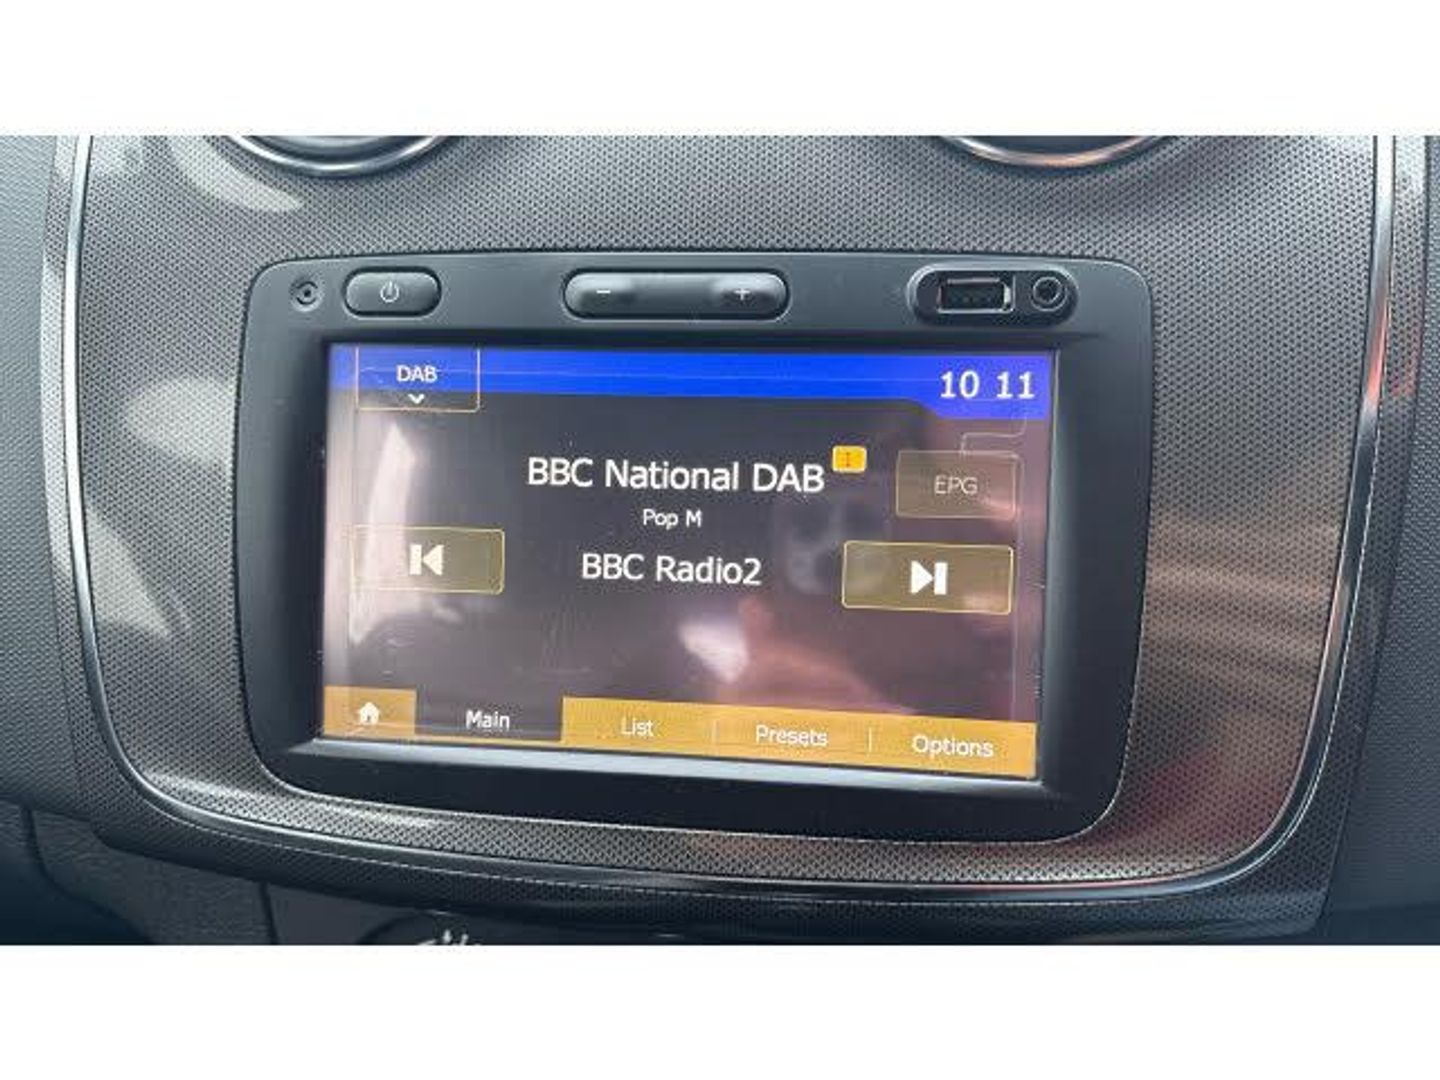 DAB
10 11
BBC National DAB
EPG
Pop M
BBC Radio2
Main
List
Presets
Options